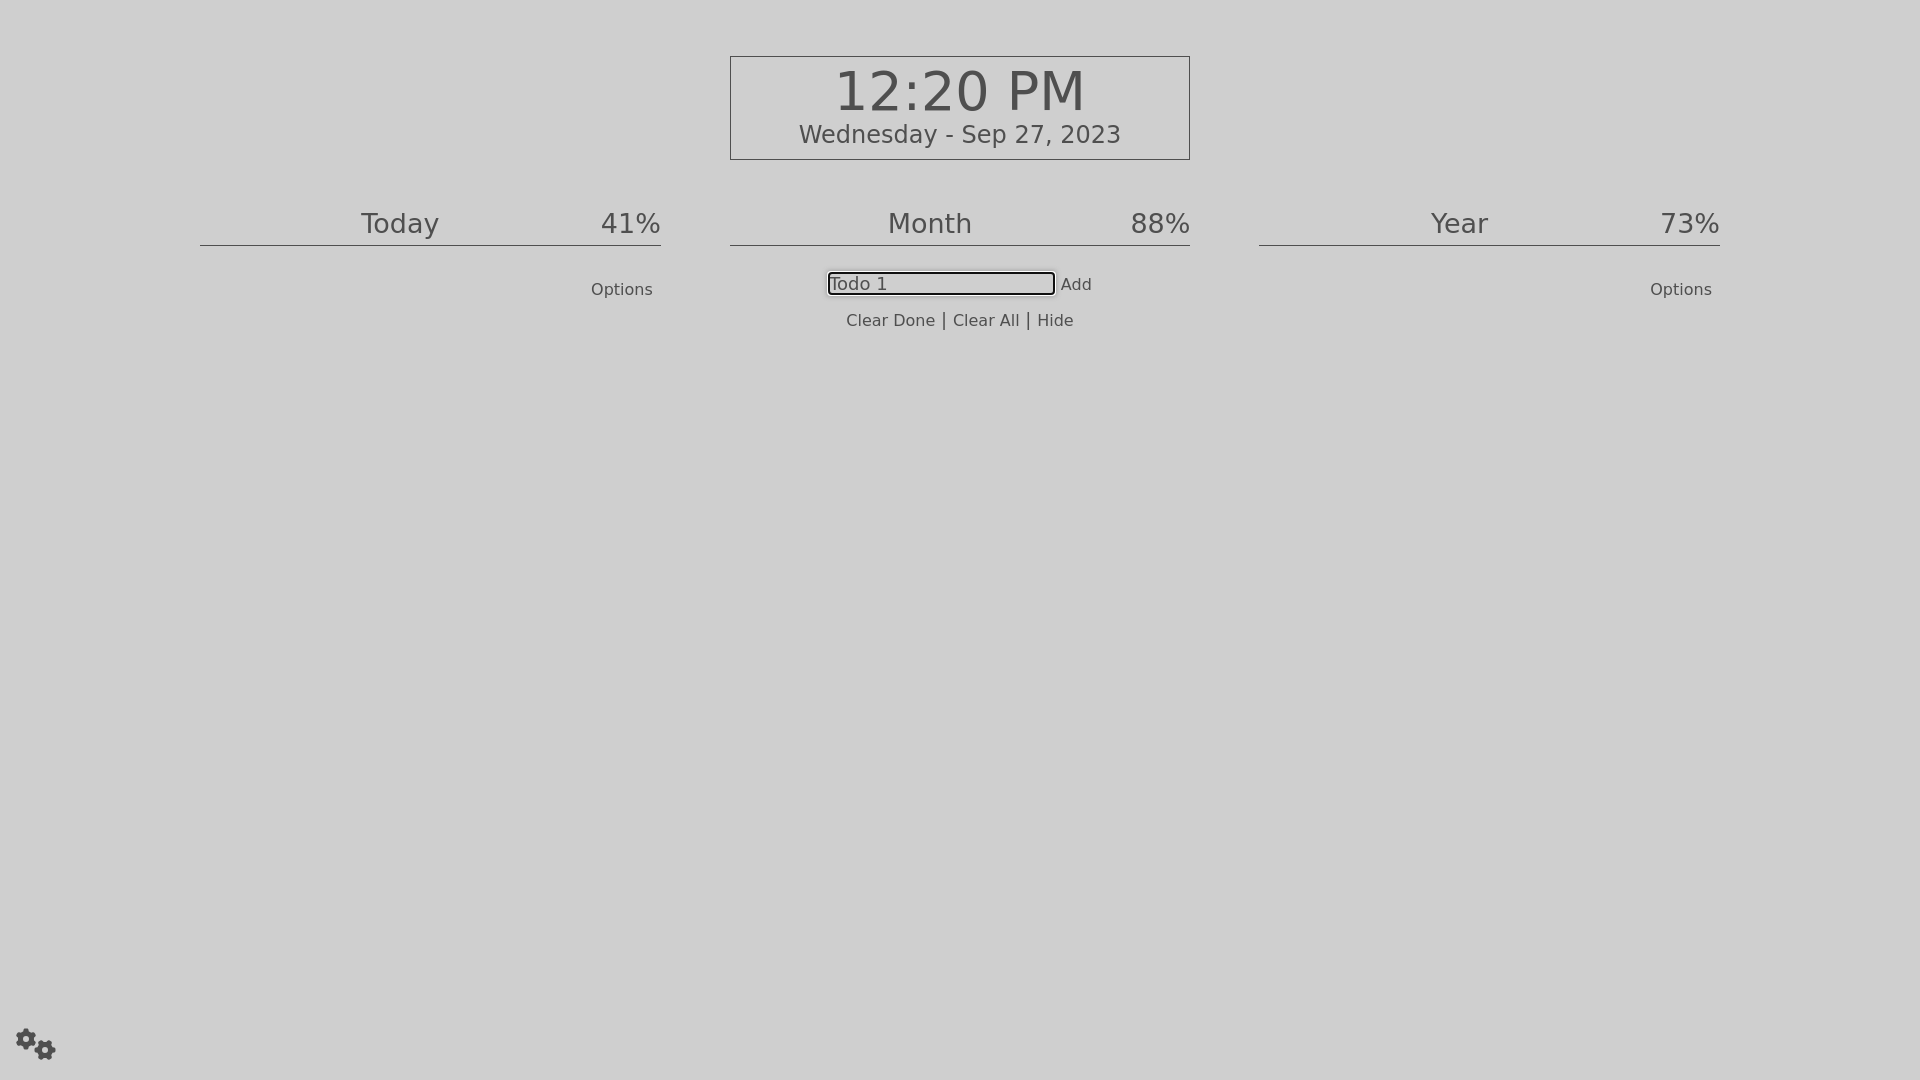 12:20 PM
Wednesday - Sep 27, 2023
Today 41%
Month 88%
Year 73%
Options
Todo 1 Add
Options
Clear Done | Clear All | Hide